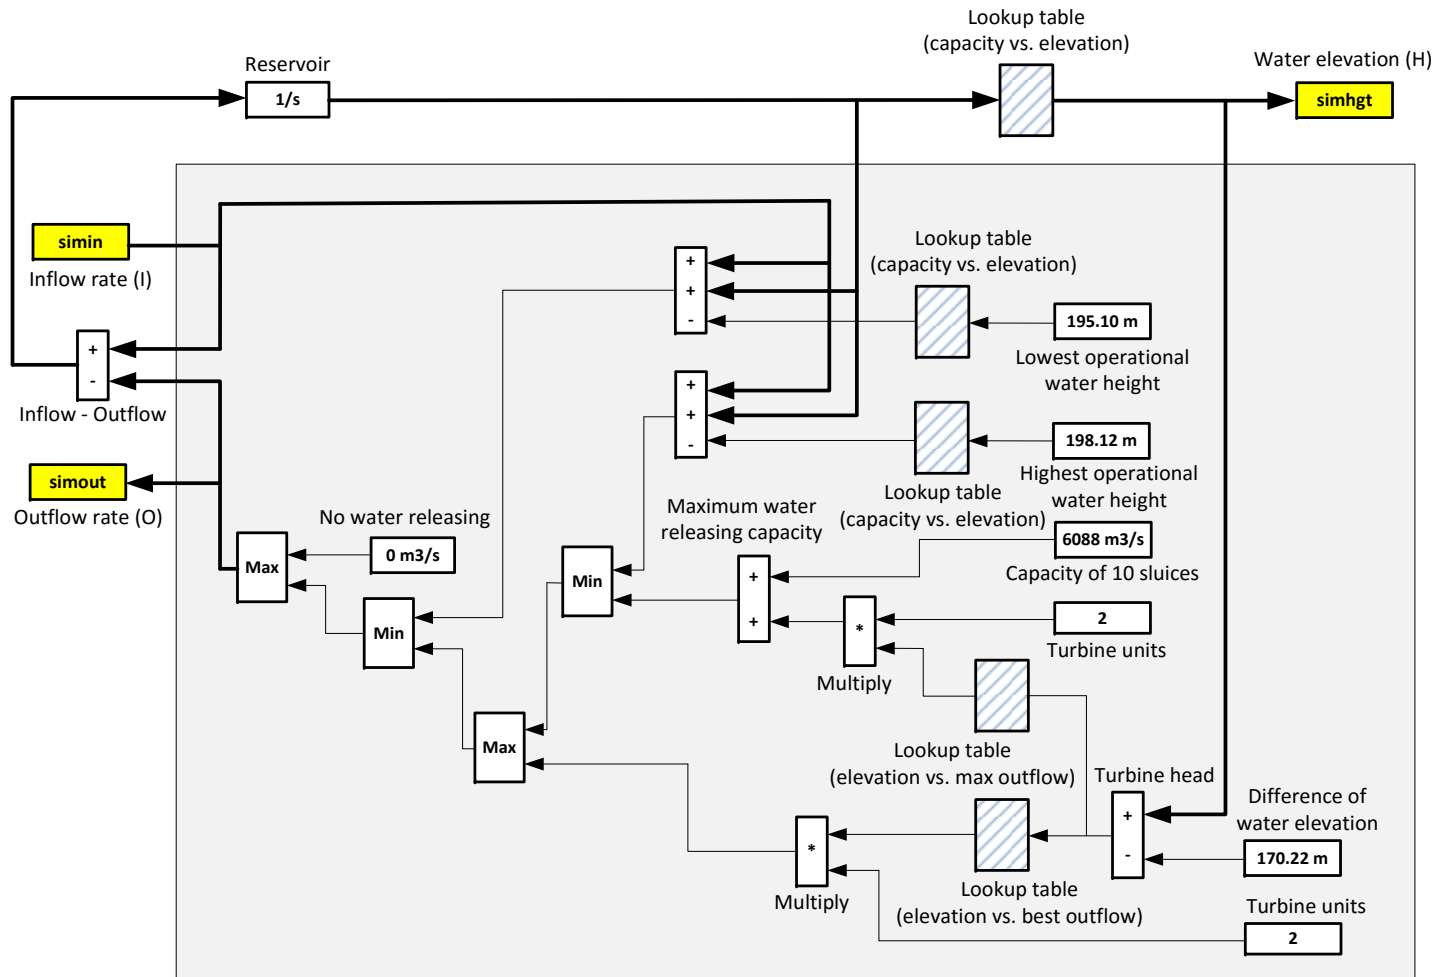 Lookup table
(capacity vs. elevation)
Reservoir
1/s
Water elevation (H)
simhgt
simin
Inflow rate (I)
+
+
-
Lookup table
(capacity vs. elevation)
195.10 m
Lowest operational
water height
+
-
Inflow - Outflow
+
+
-
198.12 m
Highest operational
water height
Lookup table
(capacity vs. elevation)
simout
Outflow rate (O)
No water releasing
0 m3/s
Max
Min
Min
Maximum water
releasing capacity
+
+
6088 m3/s
Capacity of 10 sluices
2
Turbine units
*
Multiply
Max
Lookup table
(elevation vs. max outflow)
Turbine head
+
-
Difference of
water elevation
170.22 m
*
Multiply
Lookup table
(elevation vs. best outflow)
Turbine units
2